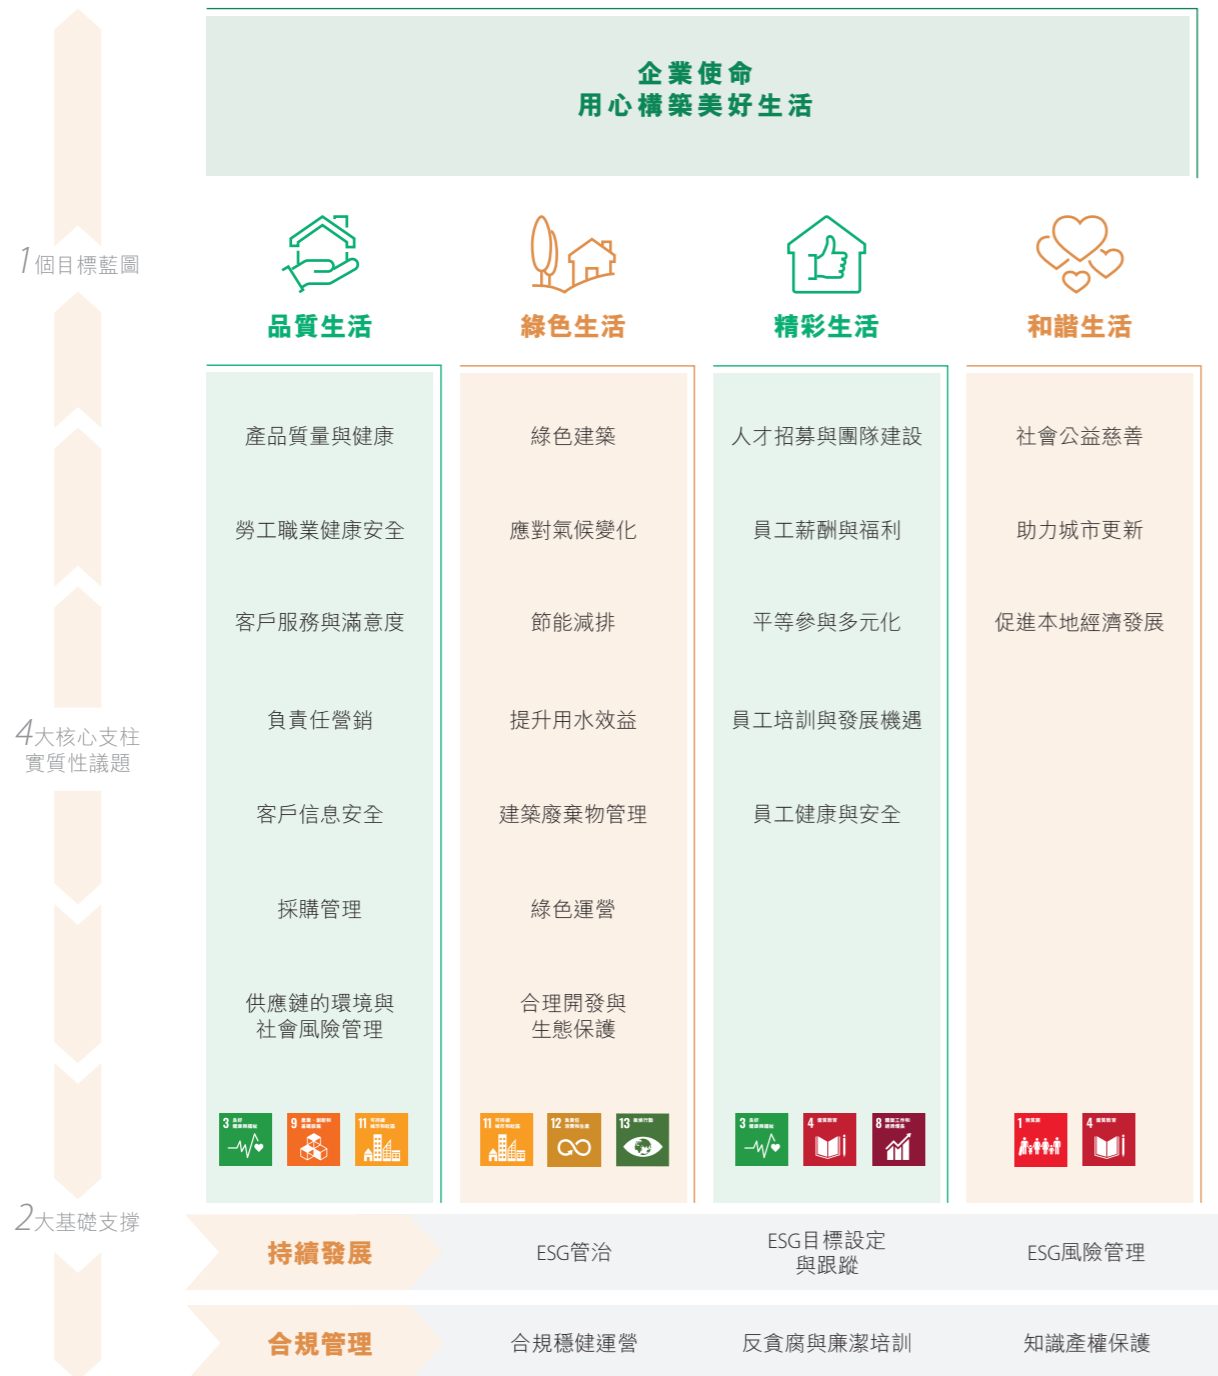 企業使命
用心構築美好生活
1個目標藍圖
品質生活
綠色生活
精彩生活
和諧生活
產品質量與健康
勞工職業健康安全
客戶服務與滿意度
負責任營銷
客戶信息安全
採購管理
供應鏈的環境與
社會風險管理
綠色建築
應對氣候變化
節能減排
提升用水效益
建築廢棄物管理
綠色運營
合理開發與
生態保護
人才招募與團隊建設
員工薪酬與福利
平等參與多元化
員工培訓與發展機遇
員工健康與安全
社會公益慈善
助力城市更新
促進本地經濟發展
4大核心支柱
實質性議題
3
9
11
11
12
13 氣候行動
3
4 優質教育
8
1
4 優質教育
2大基礎支撐
持續發展
ESG管治
ESG目標設定
與跟蹤
ESG風險管理
合規管理
合規穩健運營
反貪腐與廉潔培訓
知識產權保護